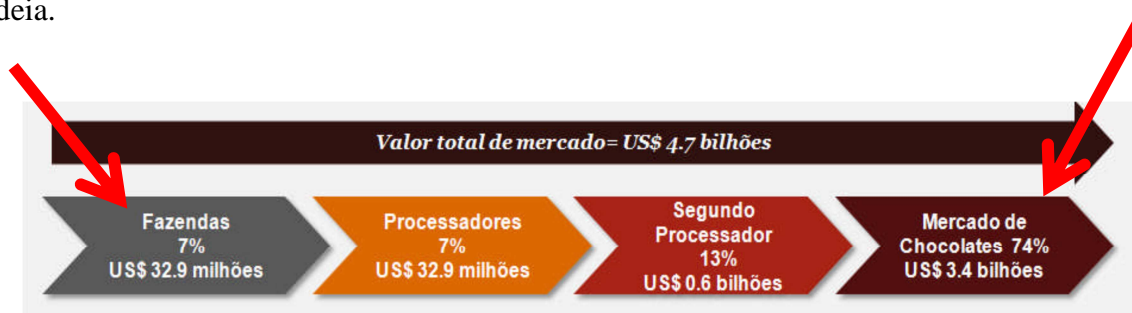 deia.
Valor total de mercado= US$ 4.7 bilhões
Fazendas
7%
US$ 32.9 milhões
Processadores
7%
US$ 32.9 milhões
Segundo
Processador
13%
US$ 0.6 bilhões
Mercado de
Chocolates 74%
US$ 3.4 bilhões